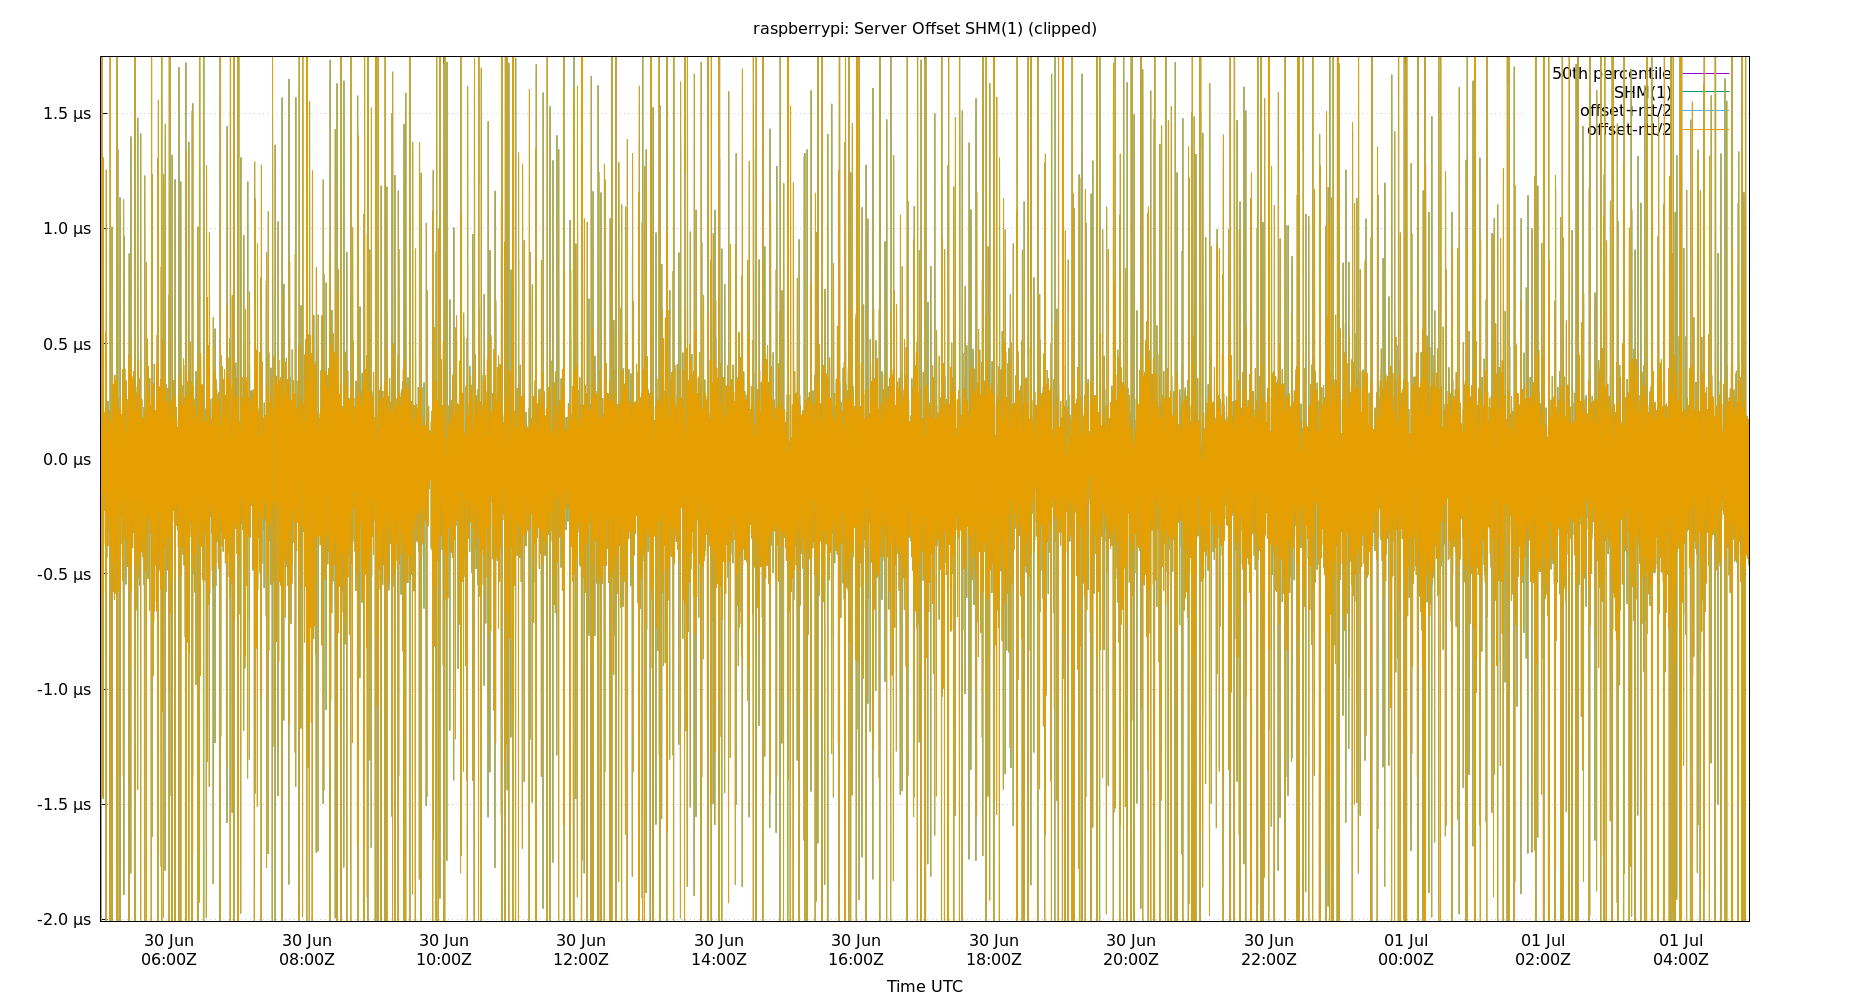 raspberrypi: Server Offset SHM(1) (clipped)
50th percentile
SHM(1)
offset+rtt/2
offset-rtt/2
1.5 µs
1.0 µs
0.5 µs
0.0 µs
-0.5 µs
-1.0 µs
-1.5 µs
-2.0 µs
30 Jun 30 Jun 30 Jun 30 Jun 30 Jun 30 Jun 30 Jun 30 Jun 30 Jun 01 Jul 01 Jul 01 Jul
06:00Z 08:00Z 10:00Z 12:00Z 14:00Z 16:00Z 18:00Z 20:00Z 22:00Z 00:00Z 02:00Z 04:00Z
Time UTC